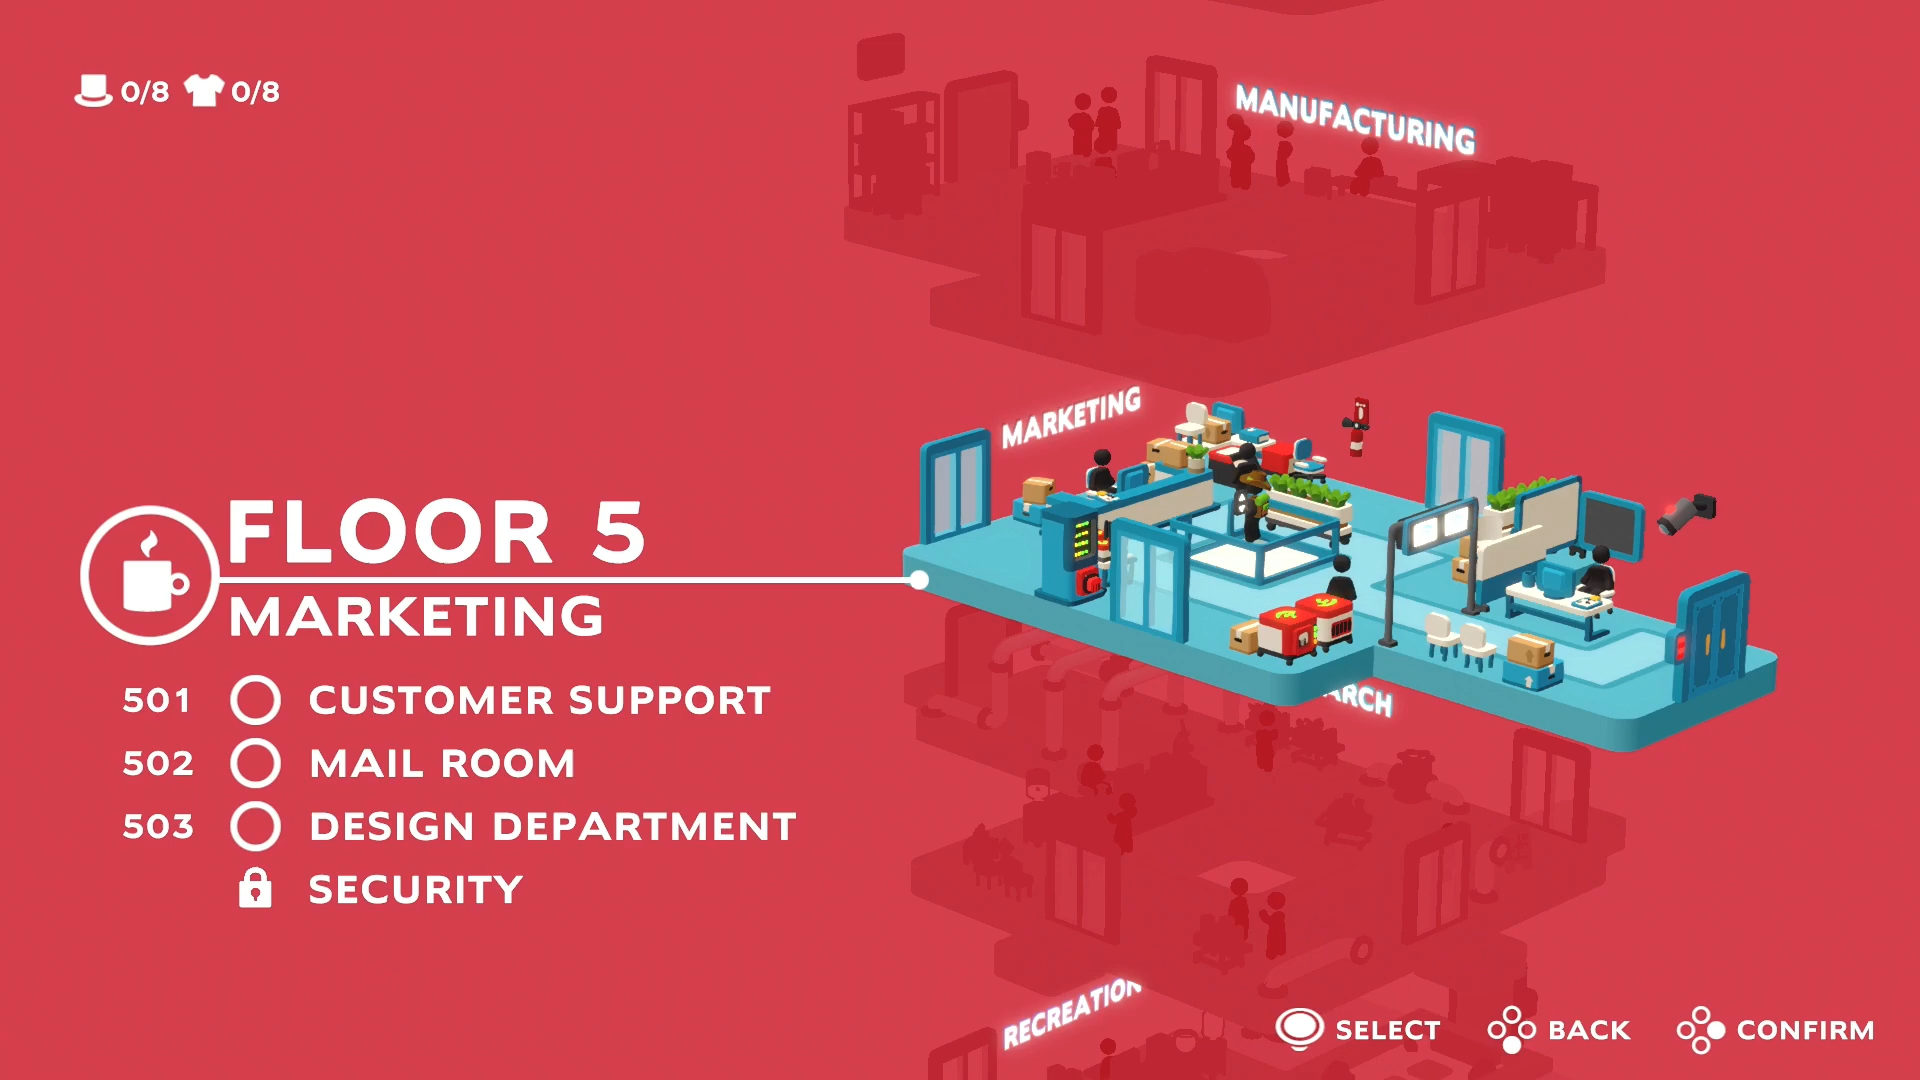 0/8 0/8
MANUFACTURING
MARKETING
FLOOR 5
MARKETING
501 CUSTOMER SUPPORT
502 MAIL ROOM
503 DESIGN DEPARTMENT
SECURITY
ARCH
RECREATION
SELECT BACK CONFIRM